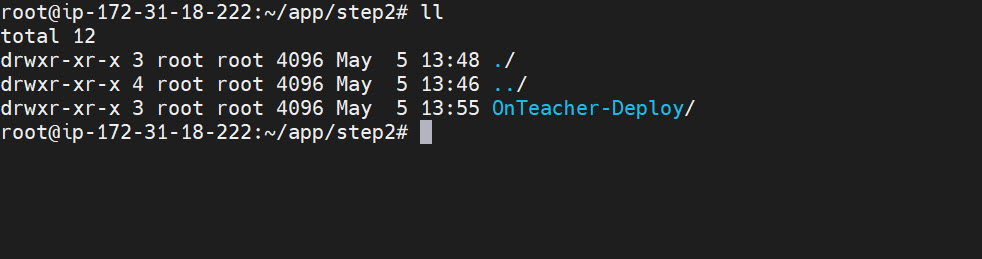 root@ip-172-31-18-222:~/app/step2# ll
total 12
drwxr-xr-x 3 root root 4096 May  5 13:48 ./
drwxr-xr-x 4 root root 4096 May  5 13:46 ../
drwxr-xr-x 3 root root 4096 May  5 13:55 OnTeacher-Deploy/
root@ip-172-31-18-222:~/app/step2#